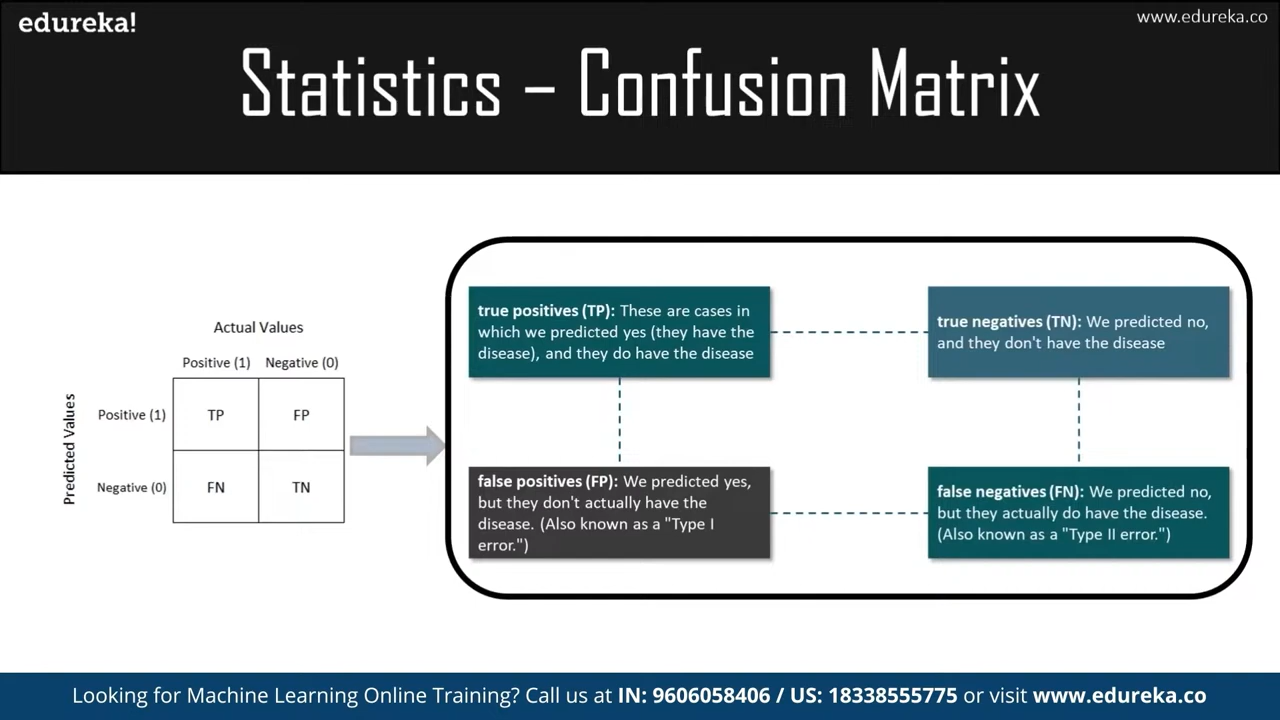 edureka!
www.edureka.co
Statistics – Confusion Matrix
Actual Values
Positive (1) Negative (0)
Predicted Values
Positive (1) TP FP
Negative (0) FN TN
true positives (TP): These are cases in
which we predicted yes (they have the
disease), and they do have the disease
true negatives (TN): We predicted no,
and they don't have the disease
false positives (FP): We predicted yes,
but they don't actually have the
disease. (Also known as a "Type I
error.")
false negatives (FN): We predicted no,
but they actually do have the disease.
(Also known as a "Type II error.")
Looking for Machine Learning Online Training? Call us at IN: 9606058406 / US: 18338555775 or visit www.edureka.co